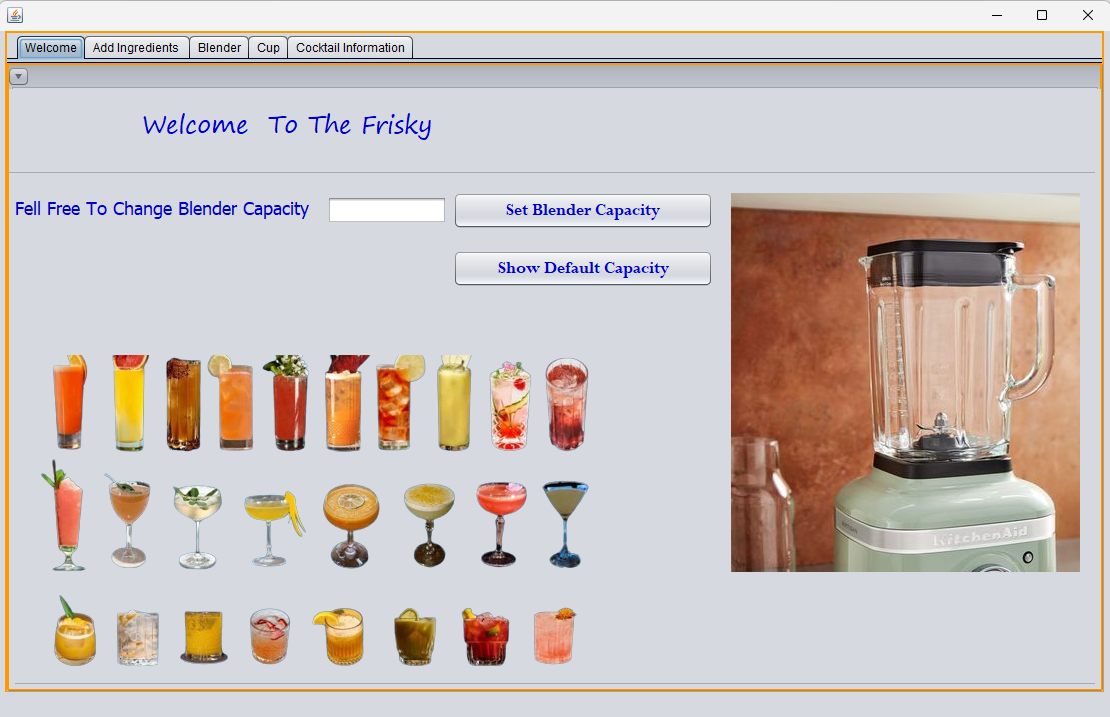 Welcome Add Ingredients Blender Cup Cocktail Information
Welcome To The Frisky
Fell Free To Change Blender Capacity
Set Blender Capacity
Show Default Capacity
KitchenAid